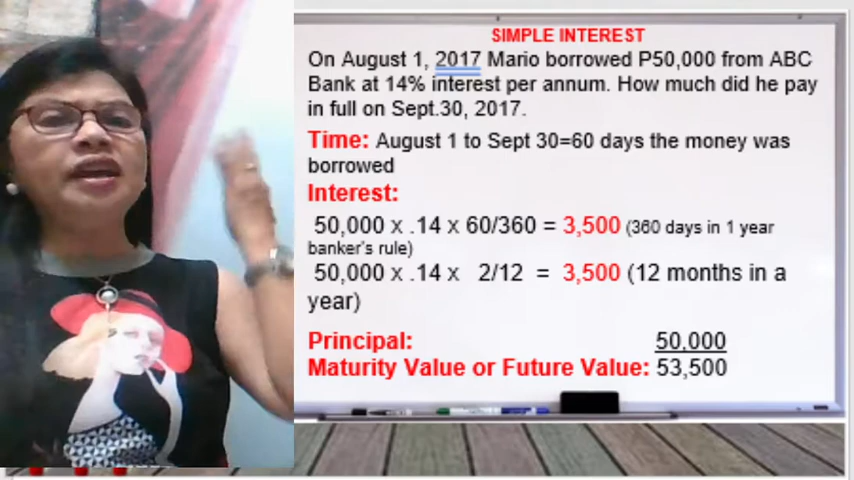 SIMPLE INTEREST
On August 1, 2017 Mario borrowed P50,000 from ABC
Bank at 14% interest per annum. How much did he pay
in full on Sept.30, 2017.
Time: August 1 to Sept 30=60 days the money was
borrowed
Interest:
50,000 x .14 x 60/360 = 3,500 (360 days in 1 year
banker's rule)
50,000 x .14 x 2/12 = 3,500 (12 months in a
year)
Principal: 50,000
Maturity Value or Future Value: 53,500